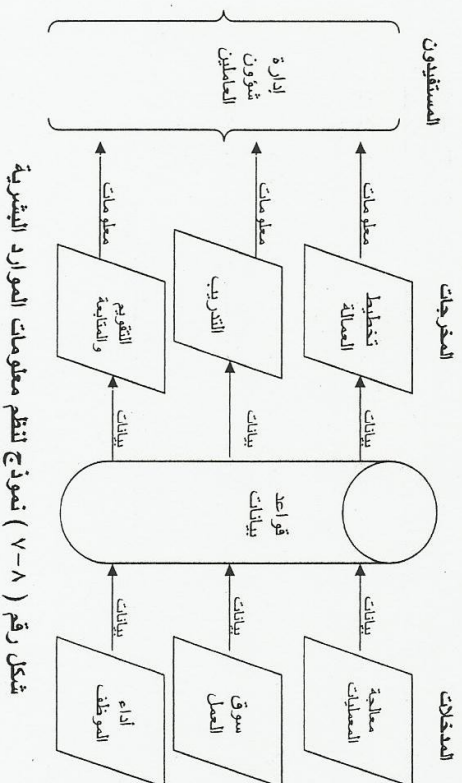 المدخلات
المخرجات
المستفيدون
معالجة
المعمليات
بيانات
بيانات
تخطيط
العمالة
معلومات
سوق
العمل
بيانات
قواعد
بيانات
بيانات
التدريب
معلومات
إدارة
شؤون
العاملين
أداء
الموظف
بيانات
بيانات
التقويم
والمتابعة
معلومات
شكل رقم ( ٧-٨ ) نموذج لنظم معلومات الموارد البشرية